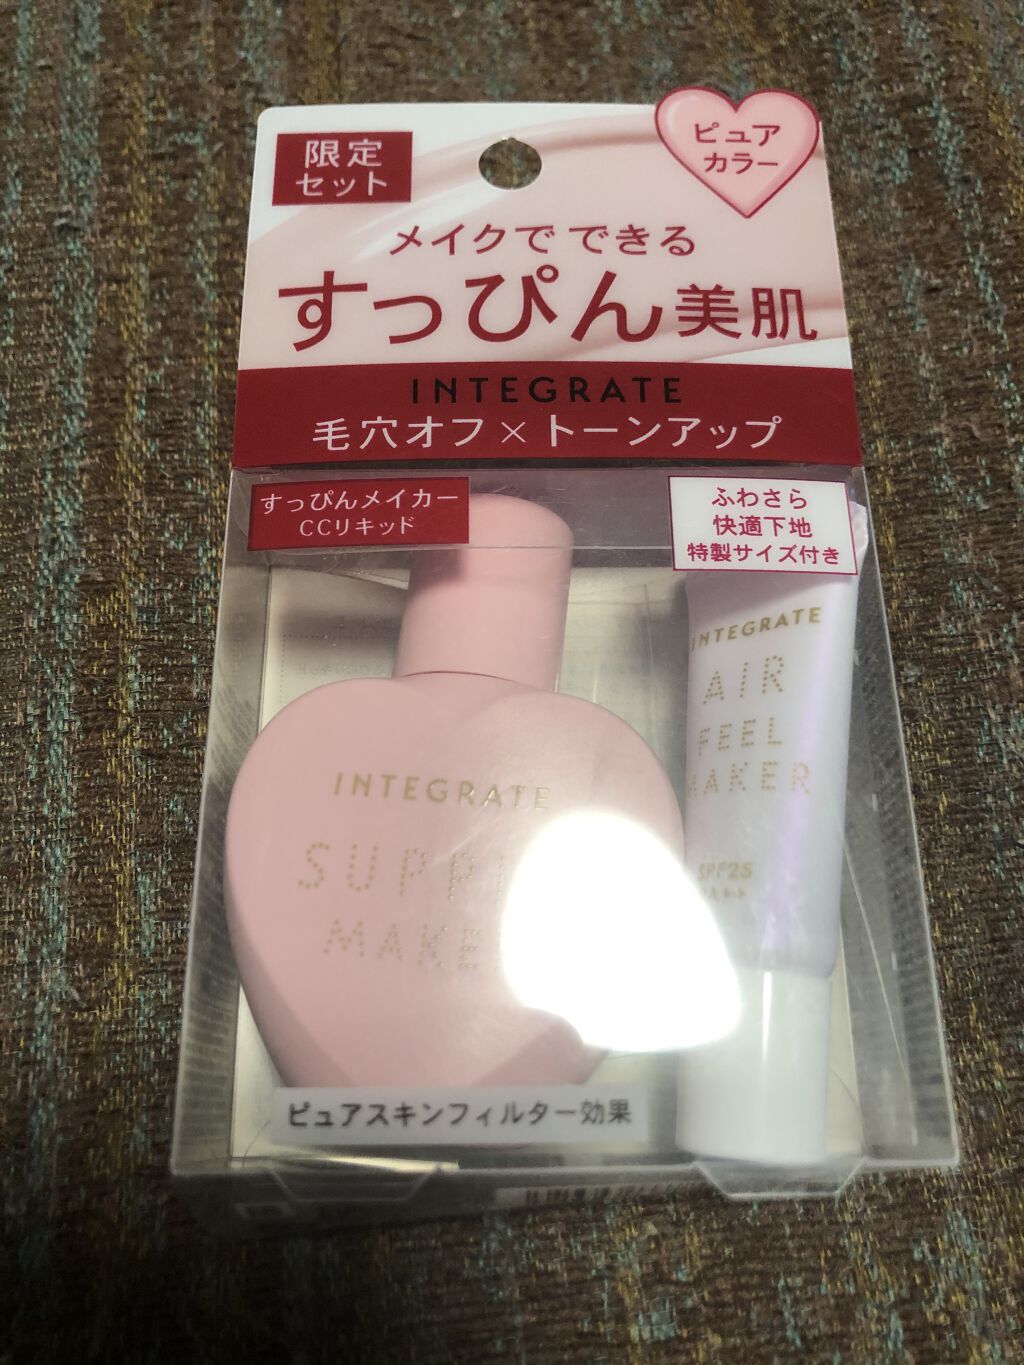 限定
セット
ピュア
カラー
メイクで できる
すっぴん美肌
INTEGRATE
毛穴オフ×トーンアップ
すっぴんメイカー
CCリキッド
ふわさら
快適下地
特製サイズ付き
INTEGRATE
AIR
FEEL
MAKER
SPF25
INTEGRATE
SUPP
MAKE
ピュアスキンフィルター効果